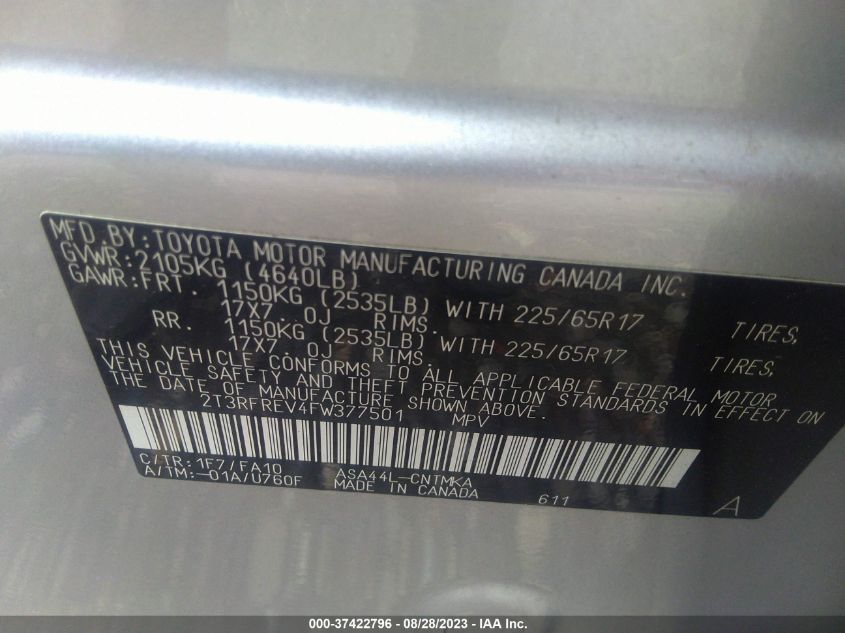 MFD. BY: TOYOTA MOTOR MANUFACTURING CANADA INC.
GVWR: 2105KG (4640LB)
GAWR: FRT. 1150KG (2535LB) WITH 225/65R17 TIRES,
17X7. 0J RIMS.
RR. 1150KG (2535LB) WITH 225/65R17 TIRES,
17X7. 0J RIMS.
THIS VEHICLE CONFORMS TO ALL APPLICABLE FEDERAL MOTOR
VEHICLE SAFETY AND THEFT PREVENTION STANDARDS IN EFFECT ON
THE DATE OF MANUFACTURE SHOWN ABOVE.
2T3RFREV4FW377501 MPV
C/TR: 1F7/FA10 ASA44L-CNTMKA
A/TM: -01A/U760F MADE IN CANADA 611 A
000-37422796 - 08/28/2023 - IAA Inc.